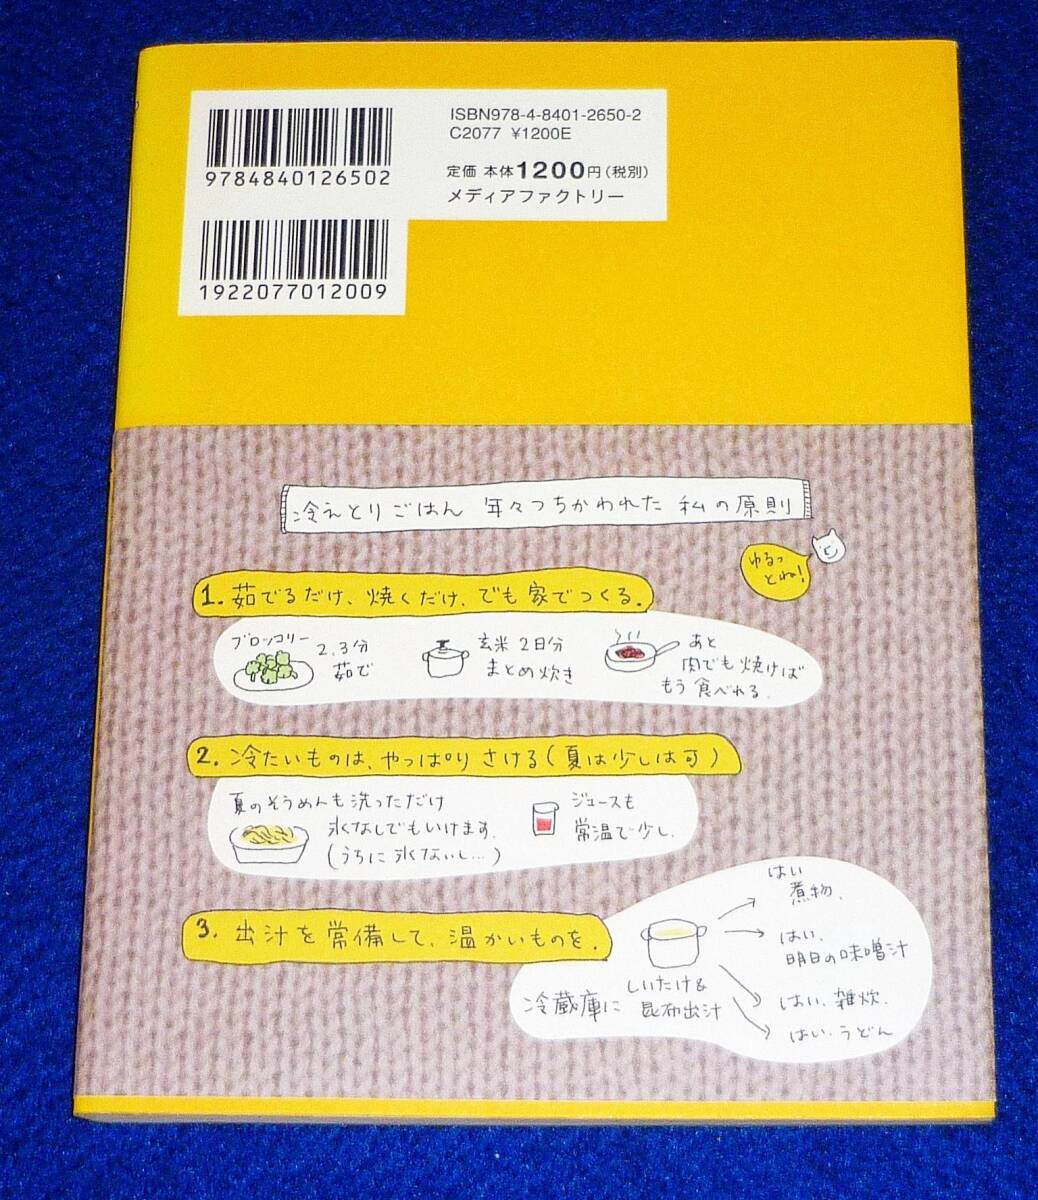 ISBN978-4-8401-2650-2
C2077 ¥1200E
9784840126502
定価 本体1200円(税別)
メディアファクトリー
1922077012009
冷えとりごはん 年々つちかわれた 私の原則
ゆるっ
とね!
1. 茹でるだけ、焼くだけ、でも家でつくる。
ブロッコリー
2,3分
茹で
玄米2日分
まとめ炊き
あと
肉でも焼けば
もう食べれる.
2. 冷たいものは、やっぱりさける(夏は少しは可)
夏のそうめんも洗っただけ
氷なしでもいけます.
(うちに氷ないし…)
ジュースも
常温で少し.
3. 出汁を常備して、温かいものを.
冷蔵庫に
しいたけ&
昆布出汁
はい
煮物、
はい、
明日の味噌汁
はい、雑炊.
はい、うどん